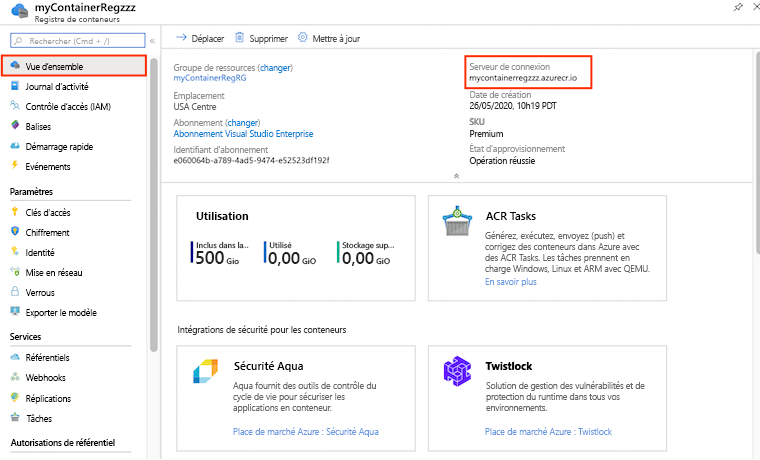 myContainerRegzzz
Registre de conteneurs
Rechercher (Cmd + /)
«
Vue d'ensemble
Journal d'activité
Contrôle d'accès (IAM)
Balises
Démarrage rapide
Evénements
Paramètres
Clés d'accès
Chiffrement
Identité
Mise en réseau
Verrous
Exporter le modèle
Services
Référentiels
Webhooks
Réplications
Tâches
Autorisations de référentiel
Déplacer Supprimer Mettre à jour
Groupe de ressources (changer)
myContainerRegRG
Emplacement
USA Centre
Abonnement (changer)
Abonnement Visual Studio Enterprise
Identifiant d'abonnement
e060064b-a789-4ad5-9474-e52523df192f
Serveur de connexion
mycontainerregzzz.azurecr.io
Date de création
26/05/2020, 10h19 PDT
SKU
Premium
État d'approvisionnement
Opération réussie
Utilisation
Inclus dans la... Utilisé Stockage sup...
500 Gio 0,00 GiO 0,00 GiO
ACR Tasks
Générez, exécutez, envoyez (push) et
corrigez des conteneurs dans Azure avec
des ACR Tasks. Les tâches prennent en
charge Windows, Linux et ARM avec QEMU.
En savoir plus
Intégrations de sécurité pour les conteneurs
Sécurité Aqua
Aqua fournit des outils de contrôle du
cycle de vie pour sécuriser les
applications en conteneur.
Place de marché Azure : Sécurité Aqua
Twistlock
Solution de gestion des vulnérabilités et de
protection du runtime dans tous vos
environnements.
Place de marché Azure : Twistlock